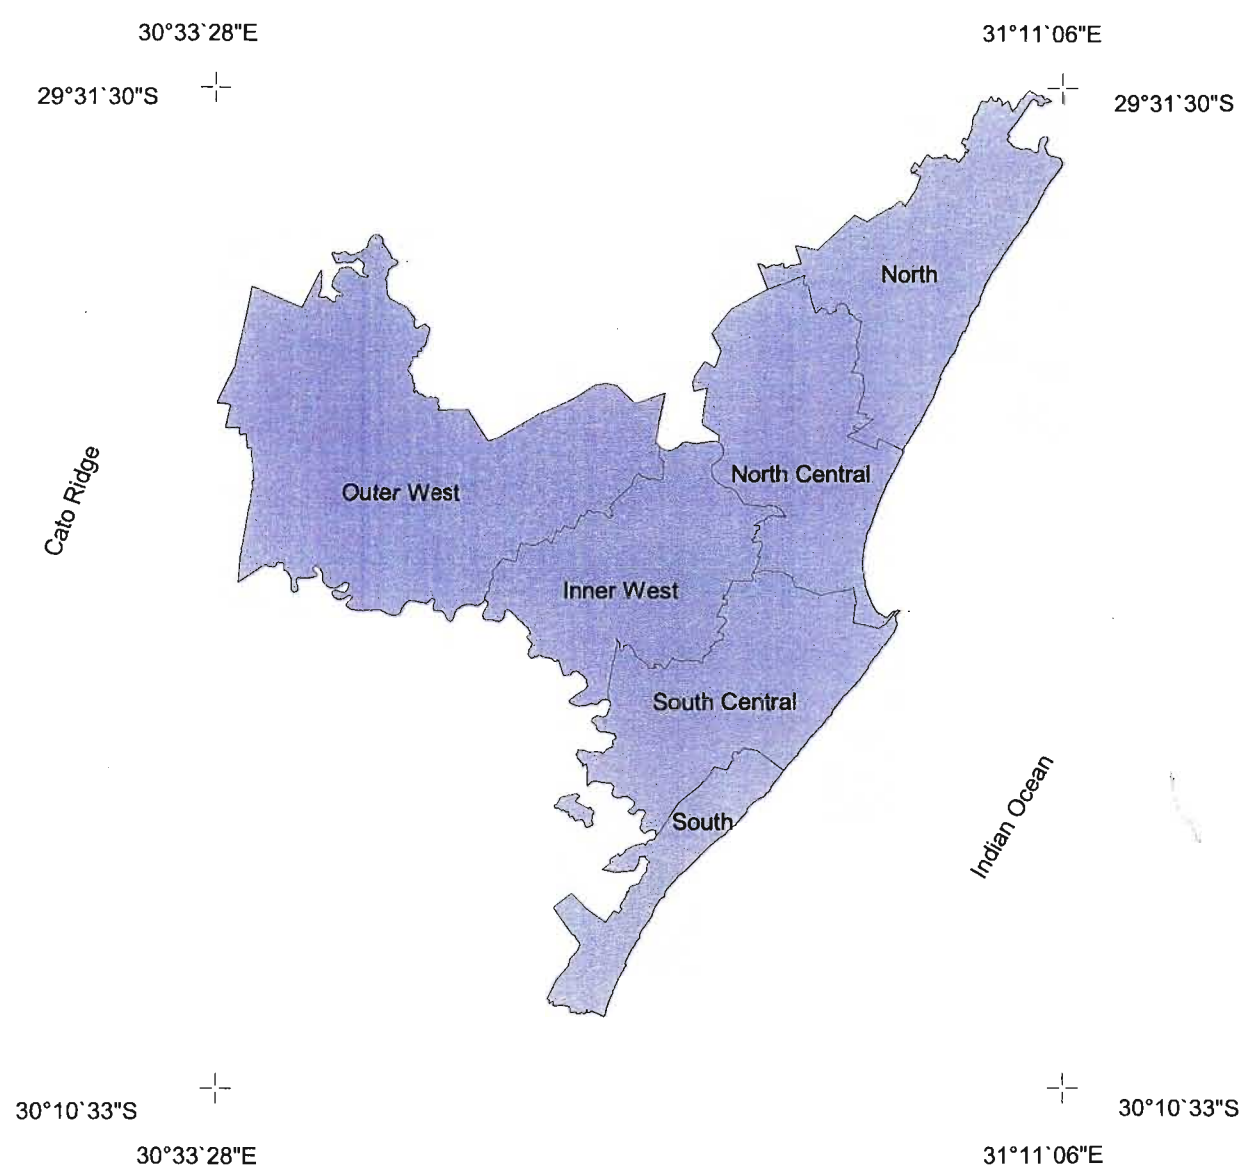 30°33`28"E
31°11`06"E
29°31`30"S
29°31`30"S
North
Cato Ridge
North Central
Outer West
Inner West
South Central
Indian Ocean
South
30°10`33"S
30°10`33"S
30°33`28"E
31°11`06"E